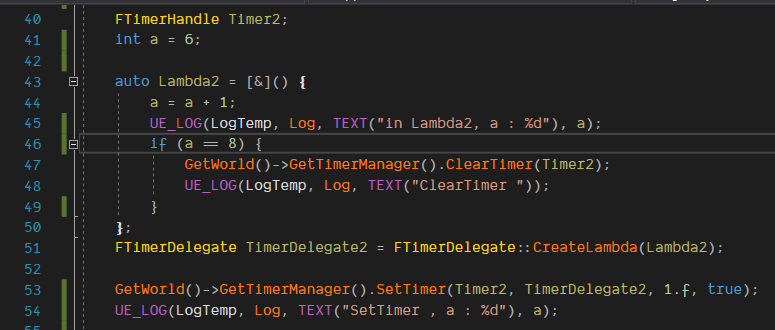 40 FTimerHandle Timer2;
41 int a = 6;
42
43 auto Lambda2 = [&]() {
44 a = a + 1;
45 UE_LOG(LogTemp, Log, TEXT("in Lambda2, a : %d"), a);
46 if (a == 8) {
47 GetWorld()->GetTimerManager().ClearTimer(Timer2);
48 UE_LOG(LogTemp, Log, TEXT("ClearTimer "));
49 }
50 };
51 FTimerDelegate TimerDelegate2 = FTimerDelegate::CreateLambda(Lambda2);
52
53 GetWorld()->GetTimerManager().SetTimer(Timer2, TimerDelegate2, 1.f, true);
54 UE_LOG(LogTemp, Log, TEXT("SetTimer , a : %d"), a);